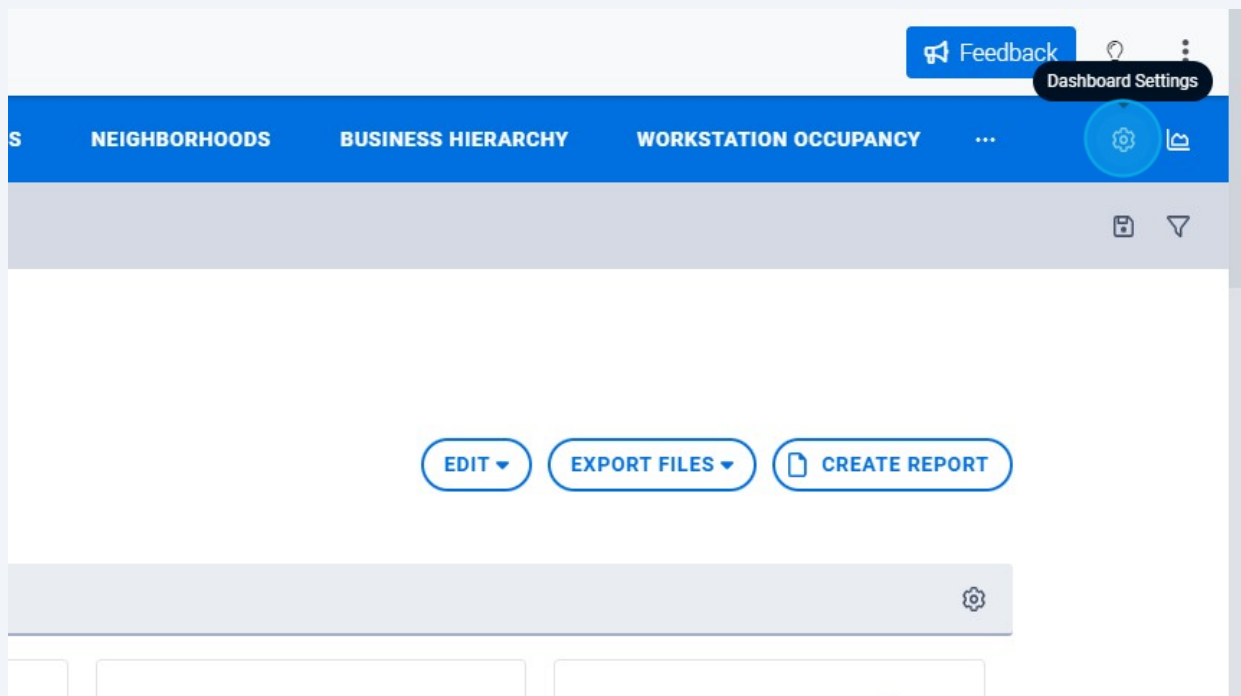 Feedback
Dashboard Settings
S NEIGHBORHOODS BUSINESS HIERARCHY WORKSTATION OCCUPANCY ...
EDIT EXPORT FILES CREATE REPORT